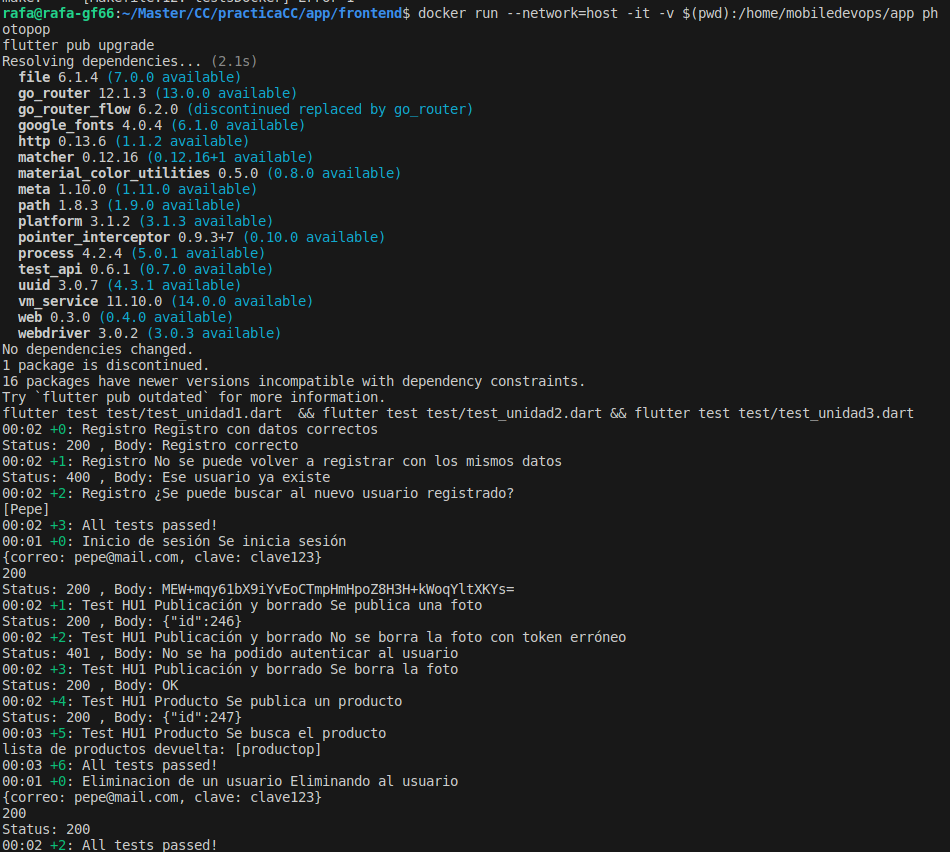 make: *** [Makefile:12: testsDocker] Error 1
rafa@rafa-gf66:~/Master/CC/practicaCC/app/frontend$ docker run --network=host -it -v $(pwd):/home/mobiledevops/app ph
otopop
flutter pub upgrade
Resolving dependencies... (2.1s)
  file 6.1.4 (7.0.0 available)
  go_router 12.1.3 (13.0.0 available)
  go_router_flow 6.2.0 (discontinued replaced by go_router)
  google_fonts 4.0.4 (6.1.0 available)
  http 0.13.6 (1.1.2 available)
  matcher 0.12.16 (0.12.16+1 available)
  material_color_utilities 0.5.0 (0.8.0 available)
  meta 1.10.0 (1.11.0 available)
  path 1.8.3 (1.9.0 available)
  platform 3.1.2 (3.1.3 available)
  pointer_interceptor 0.9.3+7 (0.10.0 available)
  process 4.2.4 (5.0.1 available)
  test_api 0.6.1 (0.7.0 available)
  uuid 3.0.7 (4.3.1 available)
  vm_service 11.10.0 (14.0.0 available)
  web 0.3.0 (0.4.0 available)
  webdriver 3.0.2 (3.0.3 available)
No dependencies changed.
1 package is discontinued.
16 packages have newer versions incompatible with dependency constraints.
Try `flutter pub outdated` for more information.
flutter test test/test_unidad1.dart  && flutter test test/test_unidad2.dart && flutter test test/test_unidad3.dart
00:02 +0: Registro Registro con datos correctos
Status: 200 , Body: Registro correcto
00:02 +1: Registro No se puede volver a registrar con los mismos datos
Status: 400 , Body: Ese usuario ya existe
00:02 +2: Registro ¿Se puede buscar al nuevo usuario registrado?
[Pepe]
00:02 +3: All tests passed!
00:01 +0: Inicio de sesión Se inicia sesión
{correo: pepe@mail.com, clave: clave123}
200
Status: 200 , Body: MEW+mqy61bX9iYvEoCTmpHmHpoZ8H3H+kWoqYltXKYs=
00:02 +1: Test HU1 Publicación y borrado Se publica una foto
Status: 200 , Body: {"id":246}
00:02 +2: Test HU1 Publicación y borrado No se borra la foto con token erróneo
Status: 401 , Body: No se ha podido autenticar al usuario
00:02 +3: Test HU1 Publicación y borrado Se borra la foto
Status: 200 , Body: OK
00:02 +4: Test HU1 Producto Se publica un producto
Status: 200 , Body: {"id":247}
00:03 +5: Test HU1 Producto Se busca el producto
lista de productos devuelta: [productop]
00:03 +6: All tests passed!
00:01 +0: Eliminacion de un usuario Eliminando al usuario
{correo: pepe@mail.com, clave: clave123}
200
Status: 200
00:02 +2: All tests passed!